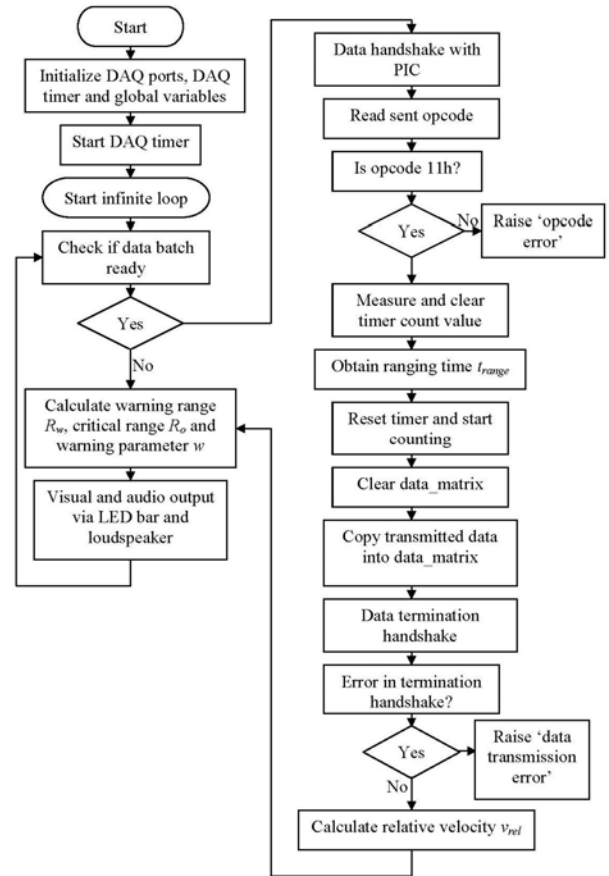 Start
Initialize DAQ ports, DAQ
timer and global variables
Start DAQ timer
Start infinite loop
Check if data batch
ready
Yes
No
Calculate warning range
Rw, critical range Ro and
warning parameter w
Visual and audio output
via LED bar and
loudspeaker
Data handshake with
PIC
Read sent opcode
Is opcode 11h?
Yes
No
Raise ‘opcode
error’
Measure and clear
timer count value
Obtain ranging time trange
Reset timer and start
counting
Clear data_matrix
Copy transmitted data
into data_matrix
Data termination
handshake
Error in termination
handshake?
Yes
Raise ‘data
transmission
error’
No
Calculate relative velocity vrel